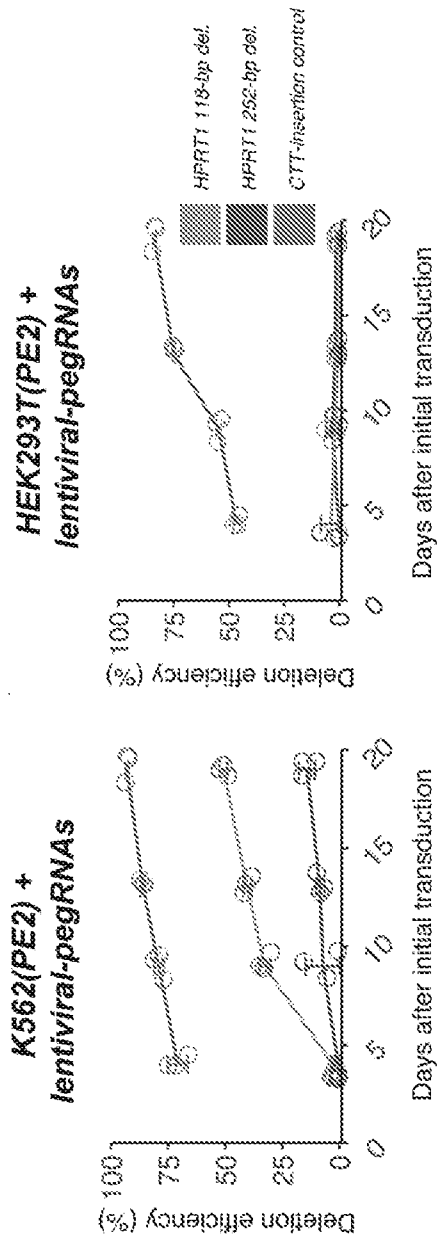 K562(PE2) +
lentiviral-pegRNAs
Deletion efficiency
(%)
100
75
50
25
0
0
5
10
15
20
Days after initial transduction
HEK293T(PE2) +
lentiviral-pegRNAs
Deletion efficiency
(%)
100
75
50
25
0
0
5
10
15
20
Days after initial transduction
HPRT1 118-bp del.
HPRT1 252-bp del.
CTT-insertion control